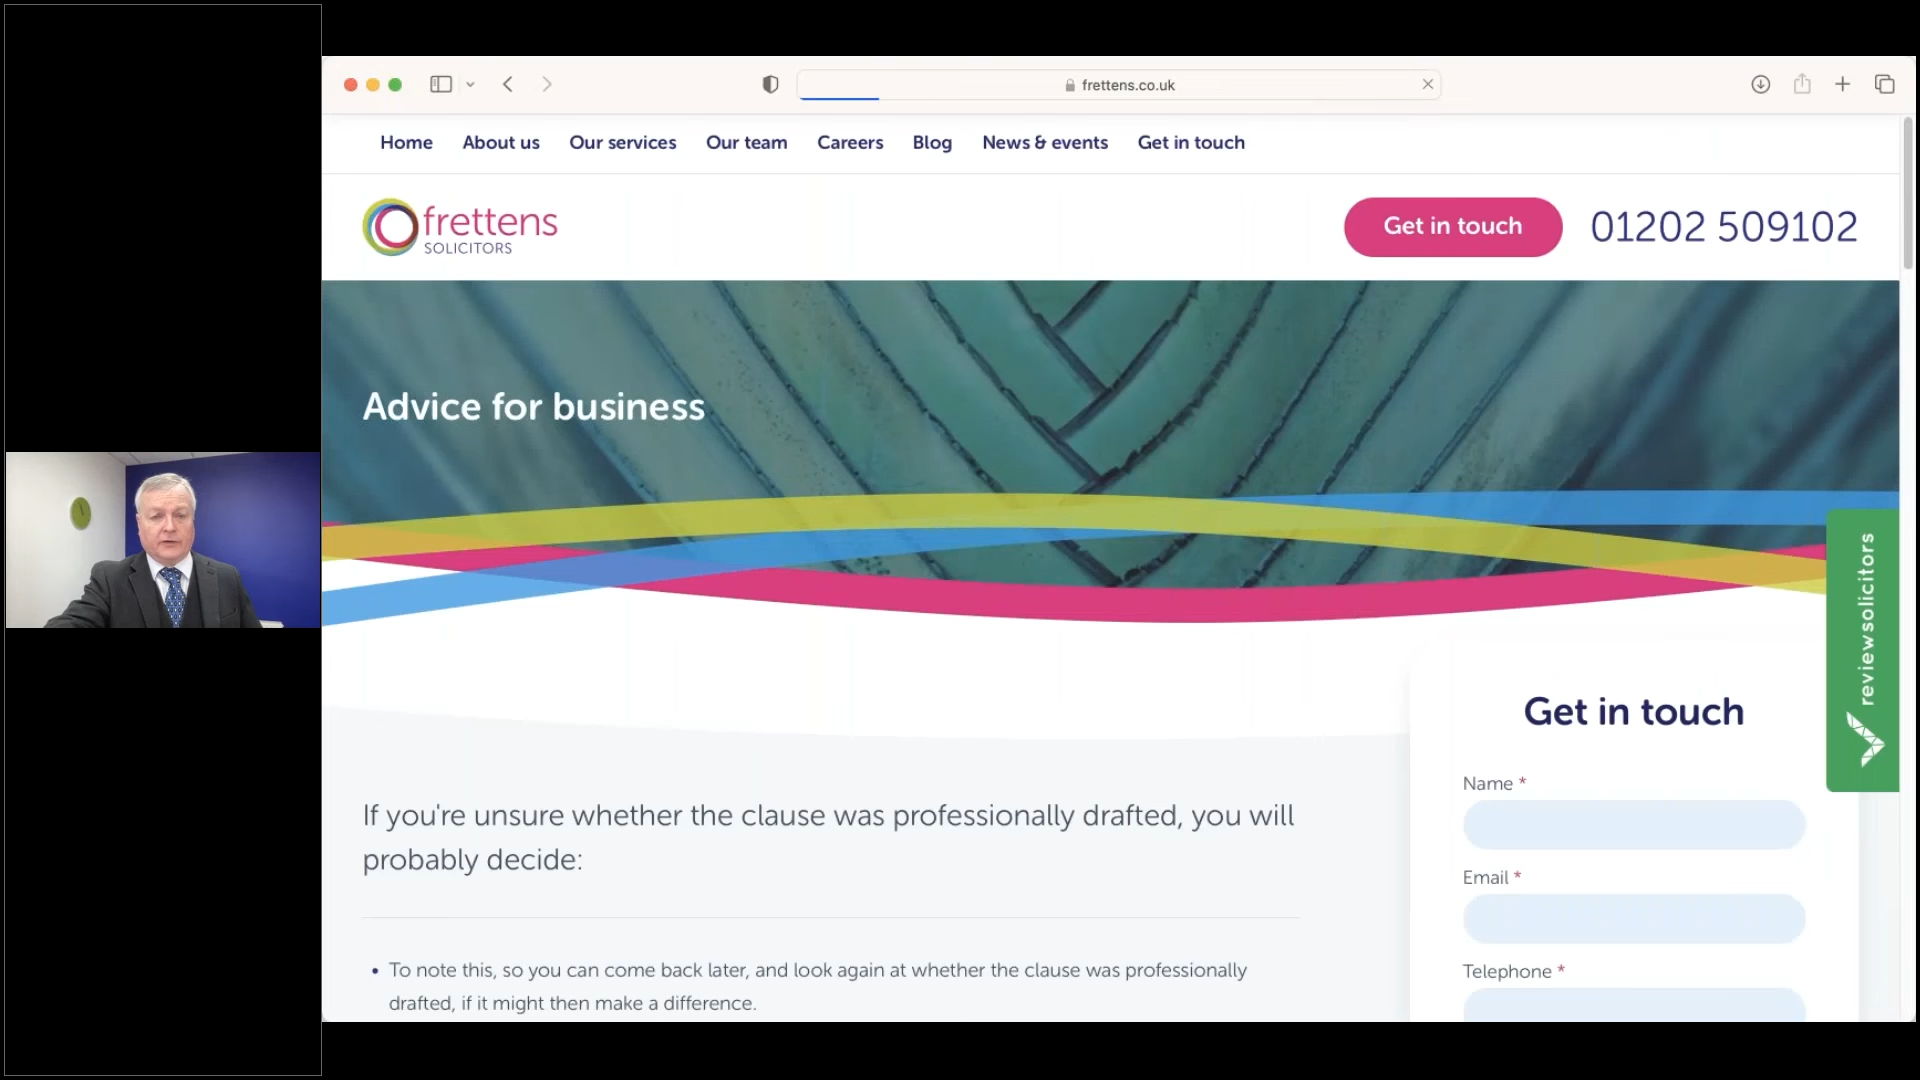 frettens.co.uk
Home About us Our services Our team Careers Blog News & events Get in touch
frettens
SOLICITORS
Get in touch 01202 509102
Advice for business
reviewsolicitors
Get in touch
Name *
If you're unsure whether the clause was professionally drafted, you will
probably decide:
Email *
Telephone *
• To note this, so you can come back later, and look again at whether the clause was professionally
drafted, if it might then make a difference.